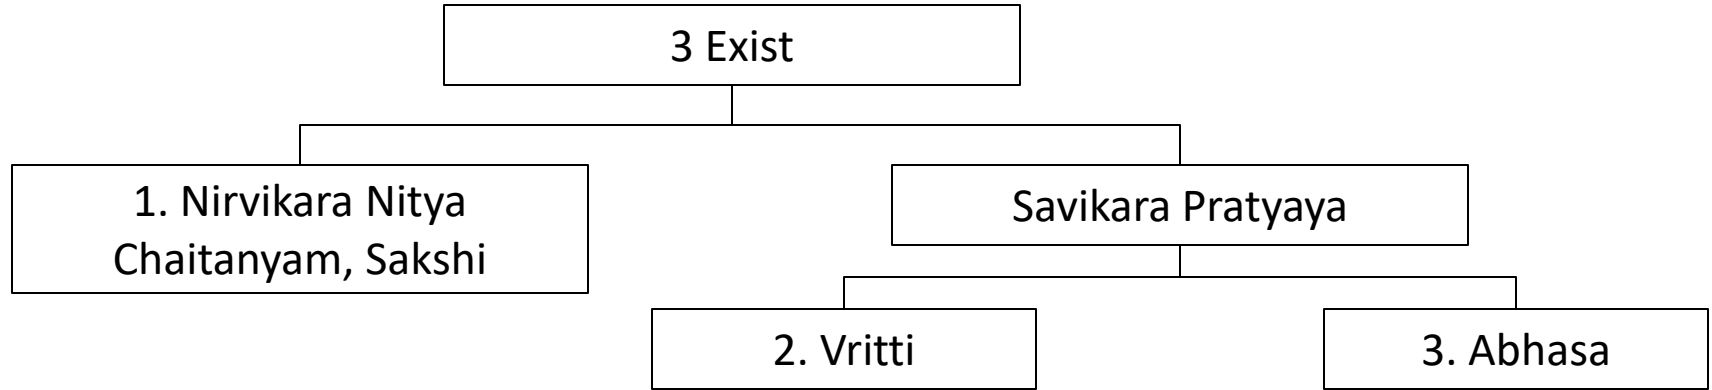 3 Exist
1. Nirvikara Nitya
Chaitanyam, Sakshi
Savikara Pratyaya
2. Vritti
3. Abhasa